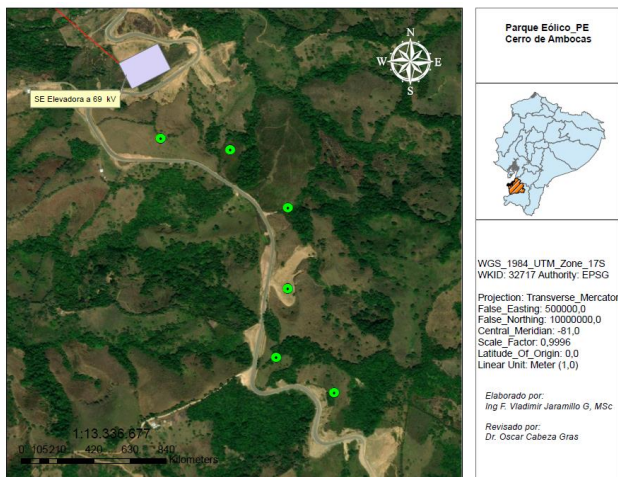 N
W E
S
SE Elevadora a 69 kV
1:13.336.677
0 105210 420 630 840
Kilometers
Parque Eólico_PE
Cerro de Ambocas
WGS_1984_UTM_Zone_17S
WKID: 32717 Authority: EPSG
Projection: Transverse_Mercator
False_Easting: 500000,0
False_Northing: 10000000,0
Central_Meridian: -81,0
Scale_Factor: 0,9996
Latitude_Of_Origin: 0,0
Linear Unit: Meter (1,0)
Elaborado por:
Ing F. Vladimir Jaramillo G, MSc
Revisado por:
Dr. Oscar Cabeza Gras